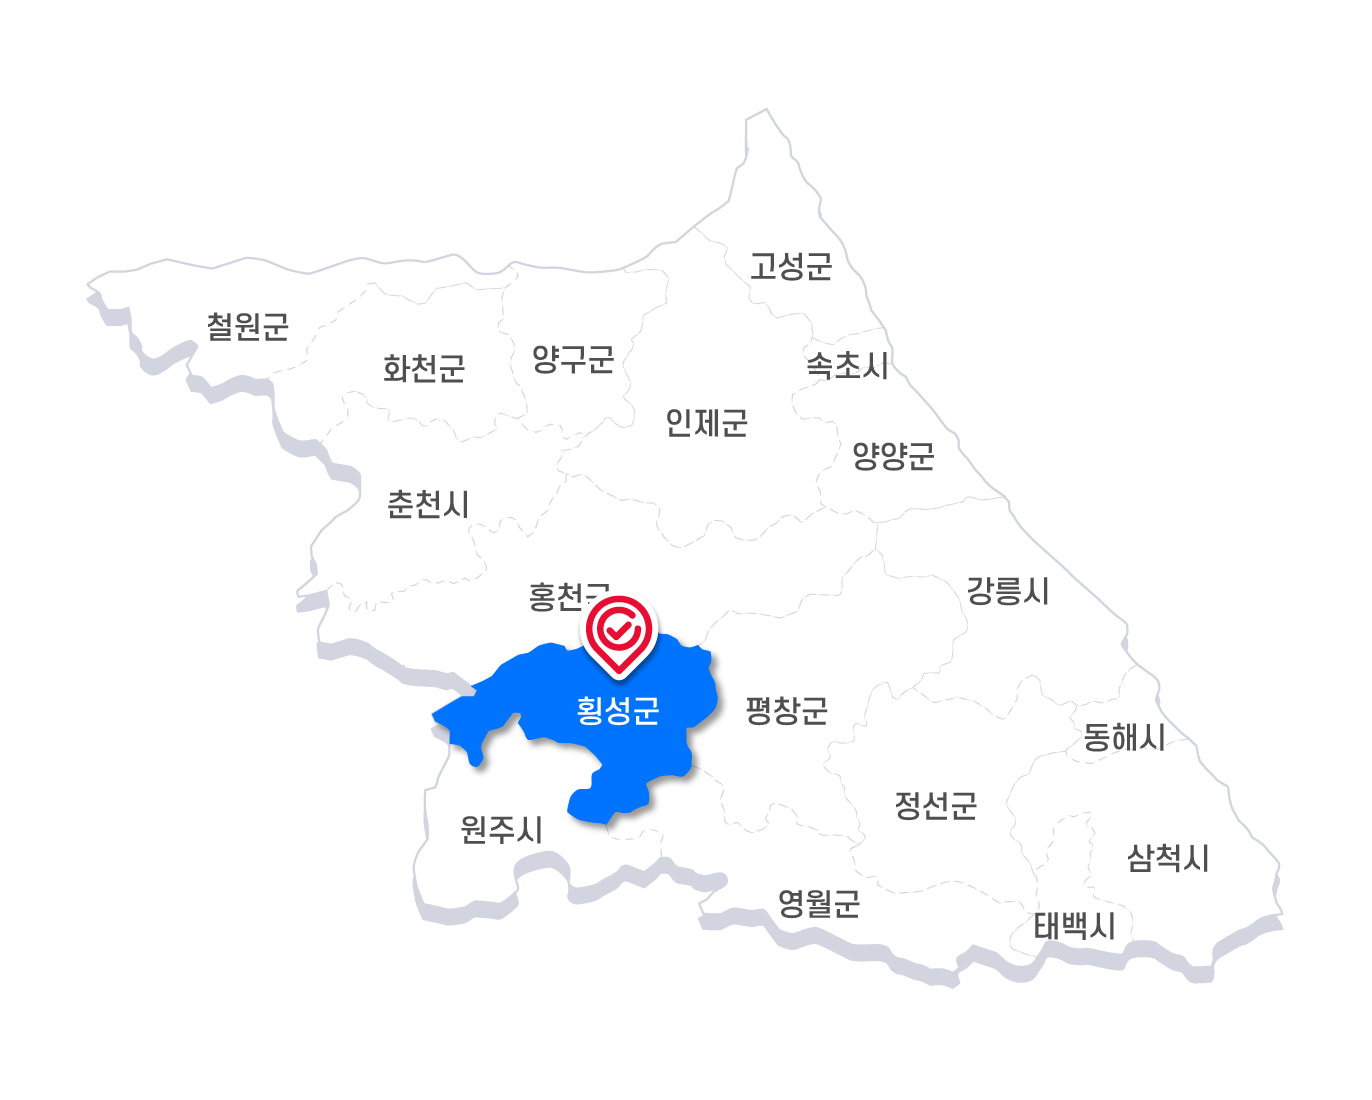 고성군
철원군
화천군
양구군
속초시
인제군
양양군
춘천시
홍천군
강릉시
횡성군
평창군
동해시
정선군
원주시
삼척시
영월군
태백시